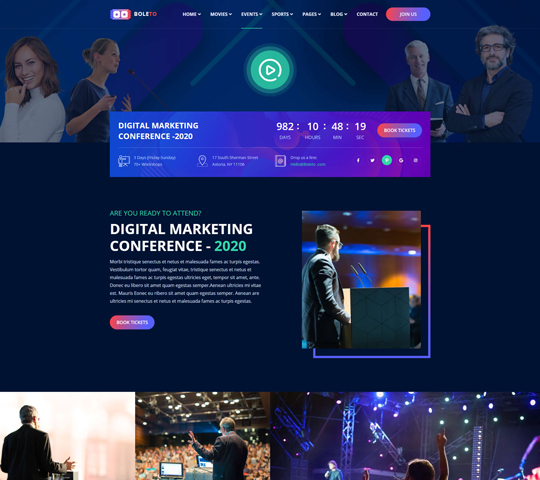 BOLETO
HOME
MOVIES
EVENTS
SPORTS
PAGES
BLOG
CONTACT
JOIN US
DIGITAL MARKETING
CONFERENCE -2020
982 : 10 : 48 : 19
DAYS HOURS MIN SEC
BOOK TICKETS
3 Days (Friday-Sunday)
70+ Workshops
17 South Sherman Street
Astoria, NY 11106
Drop us a line:
ARE YOU READY TO ATTEND?
DIGITAL MARKETING
CONFERENCE - 2020
Morbi tristique senectus et netus et malesuada fames ac turpis egestas.
Vestibulum tortor quam, feugiat vitae, tristique senectus et netus et
malesuada fames ac turpis egestas ultricies eget, tempor sit amet, ante.
Donec eu libero sit amet quam egestas semper.Aenean ultricies mi vitae
est. Mauris Eonec eu ribero sit amet quam egestas semper. Aenean are
ultricies mi senectus et netus et malesuada fames ac turpis egestas.
BOOK TICKETS